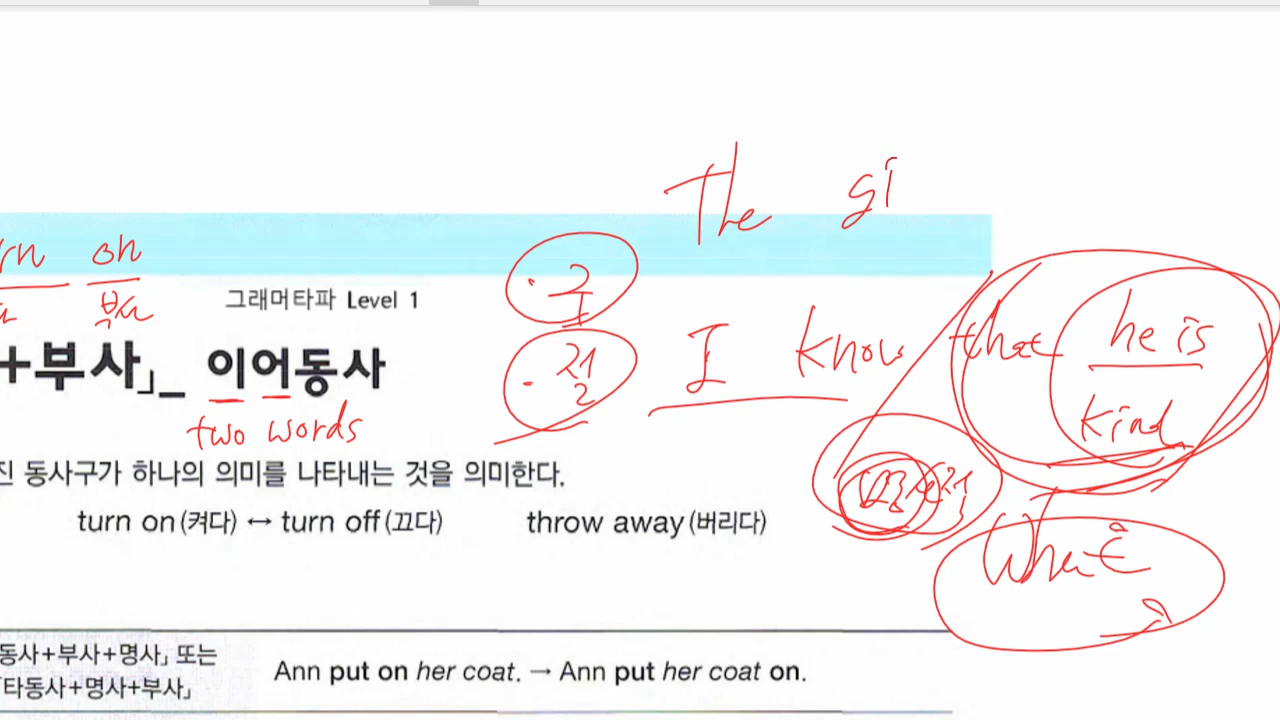 The gi
rn on
부사
구
절
그래머타파 Level 1
+부사」_ 이어동사
I know that he is
kind
two words
진 동사구가 하나의 의미를 나타내는 것을 의미한다.
turn on(켜다) ↔ turn off(끄다) throw away(버리다)
명사절
What
동사+부사+명사」 또는
「타동사+명사+부사」
Ann put on her coat. → Ann put her coat on.